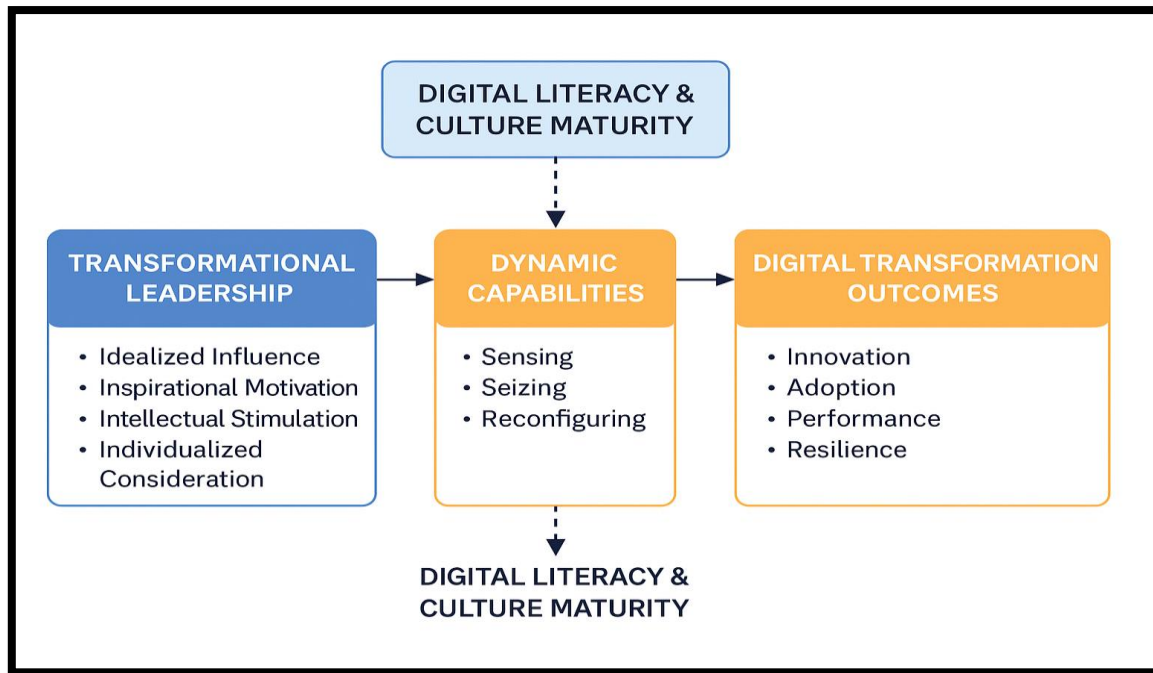 DIGITAL LITERACY &
CULTURE MATURITY
TRANSFORMATIONAL
LEADERSHIP
• Idealized Influence
• Inspirational Motivation
• Intellectual Stimulation
• Individualized
Consideration
DYNAMIC
CAPABILITIES
• Sensing
• Seizing
• Reconfiguring
DIGITAL TRANSFORMATION
OUTCOMES
• Innovation
• Adoption
• Performance
• Resilience
DIGITAL LITERACY &
CULTURE MATURITY